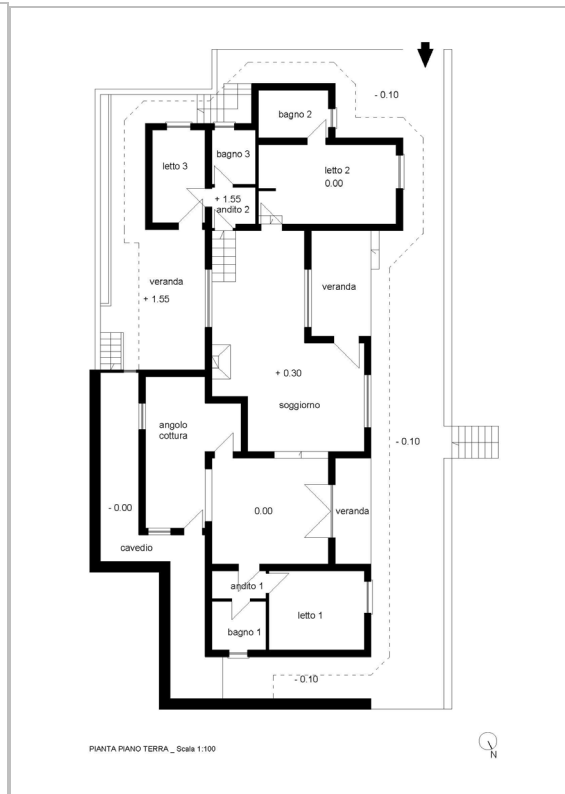 - 0.10
bagno 2
bagno 3
letto 3
letto 2
0.00
+ 1.55
andito 2
veranda
+ 1.55
veranda
+ 0.30
soggiorno
angolo
cottura
- 0.10
- 0.00
0.00
veranda
cavedio
andito 1
letto 1
bagno 1
- 0.10
PIANTA PIANO TERRA _ Scala 1:100
N